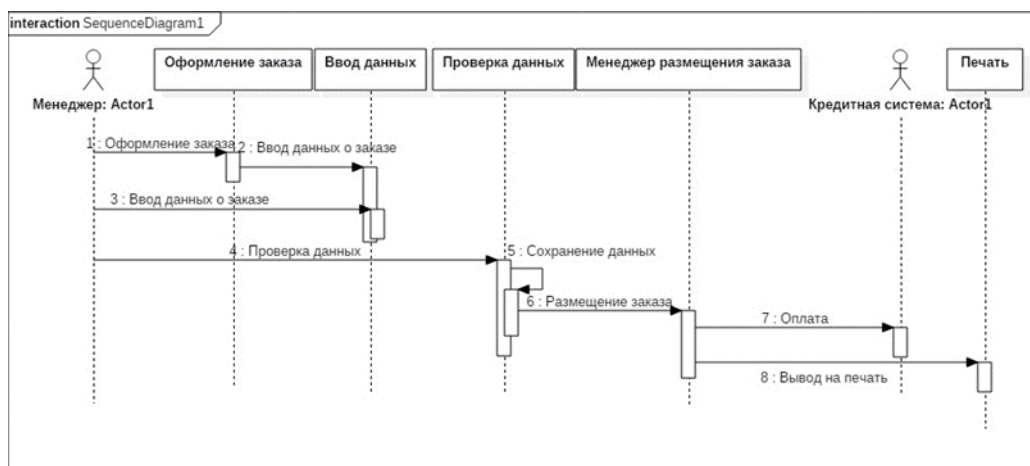 interaction SequenceDiagram1
Оформление заказа
Ввод данных
Проверка данных
Менеджер размещения заказа
Печать
Менеджер: Actor1
Кредитная система: Actor1
1 : Оформление заказа
2 : Ввод данных о заказе
3 : Ввод данных о заказе
4 : Проверка данных
5 : Сохранение данных
6 : Размещение заказа
7 : Оплата
8 : Вывод на печать